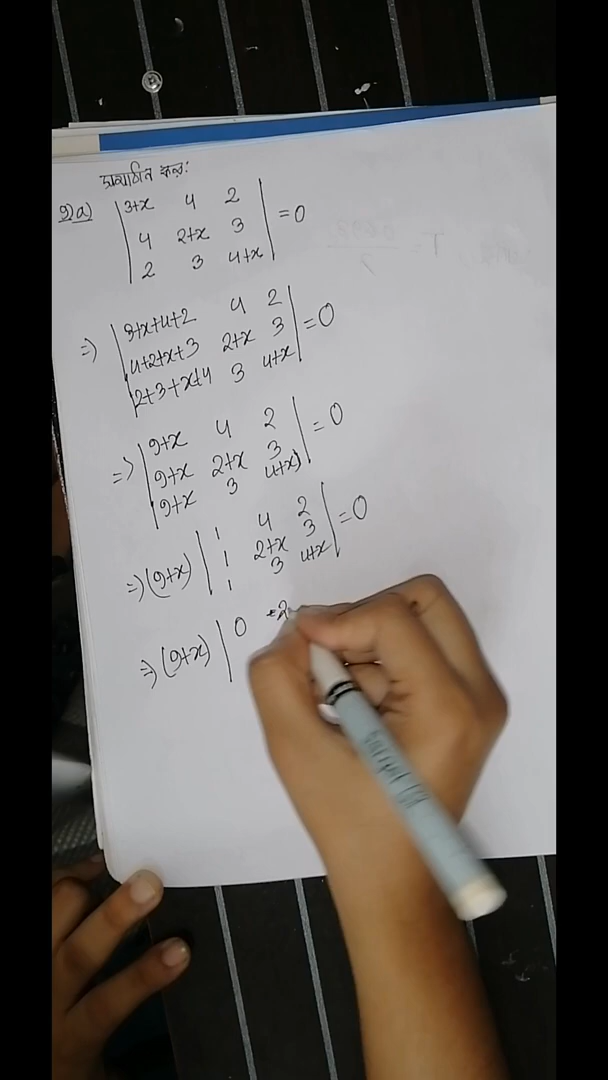 সমাধান কর:
9)a) | 3+x 4 2 |
| 4 2+x 3 | = 0
| 2 3 4+x |
=> | 3+x+4+2 4 2 |
| 4+2+x+3 2+x 3 | = 0
| 2+3+x+4 3 4+x |
=> | 9+x 4 2 |
| 9+x 2+x 3 | = 0
| 9+x 3 4+x |
=> (9+x) | 1 4 2 |
| 1 2+x 3 | = 0
| 1 3 4+x |
=> (9+x) | 0 -2